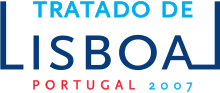 TRATADO DE
LISBOA
PORTUGAL 2007